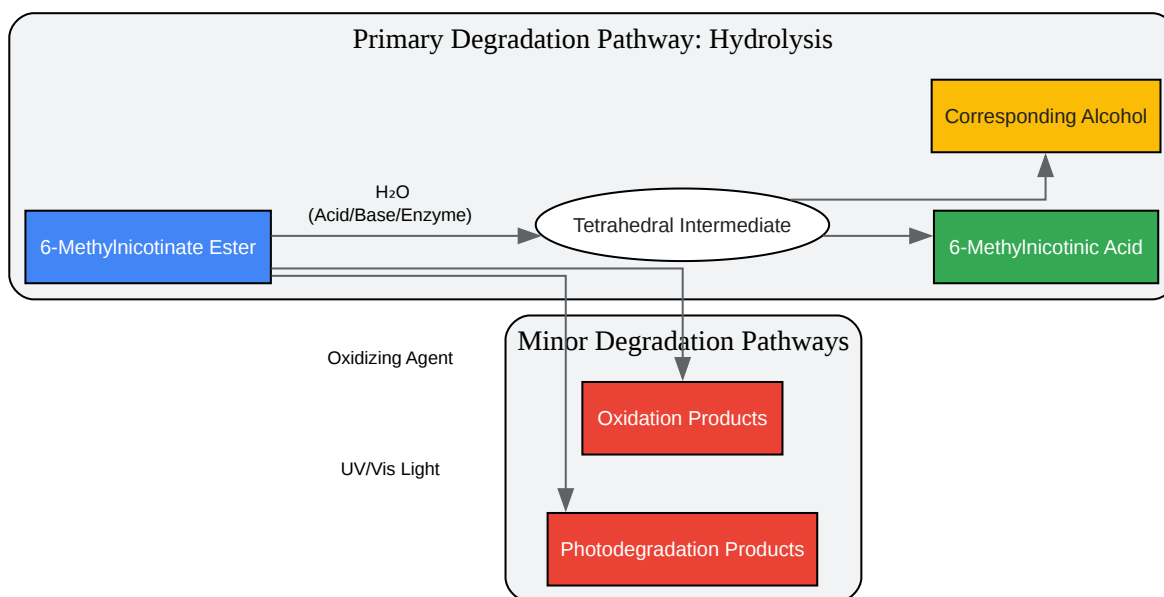 Primary Degradation Pathway: Hydrolysis
Corresponding Alcohol
H₂O
(Acid/Base/Enzyme)
Tetrahedral Intermediate
6-Methylnicotinate Ester
6-Methylnicotinic Acid
Minor Degradation Pathways
Oxidizing Agent
Oxidation Products
UV/Vis Light
Photodegradation Products